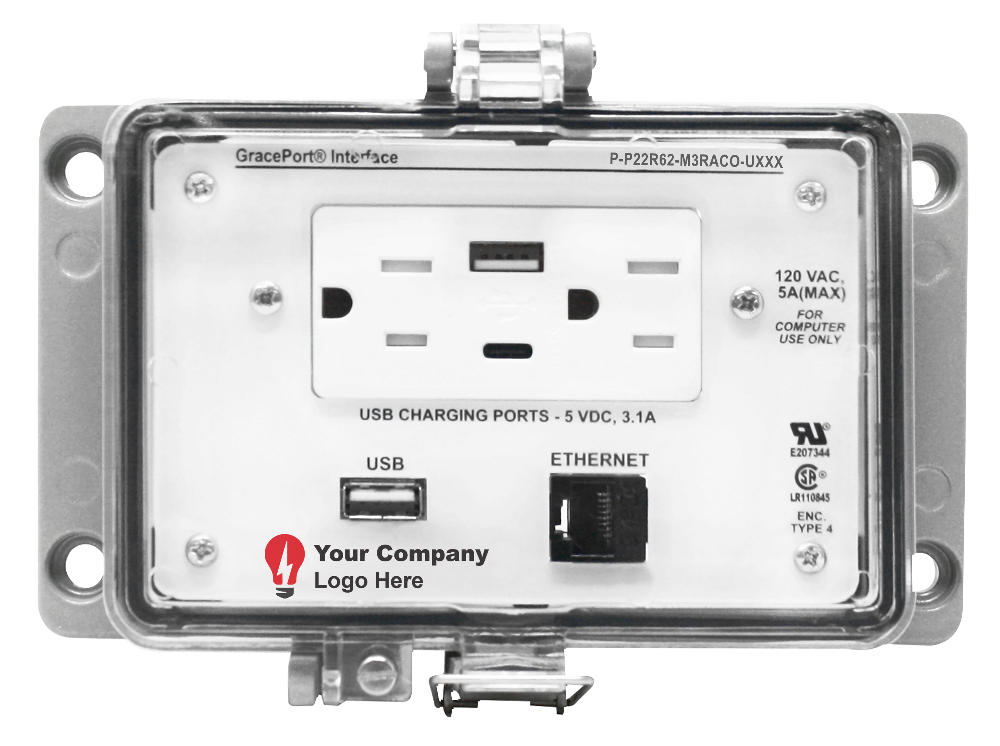 GracePort® Interface
P-P22R62-M3RACO-UXXX
120 VAC,
5A(MAX)
FOR
COMPUTER
USE ONLY
USB CHARGING PORTS - 5 VDC, 3.1A
USB
ETHERNET
E207344
LR110845
ENC.
TYPE 4
Your Company
Logo Here